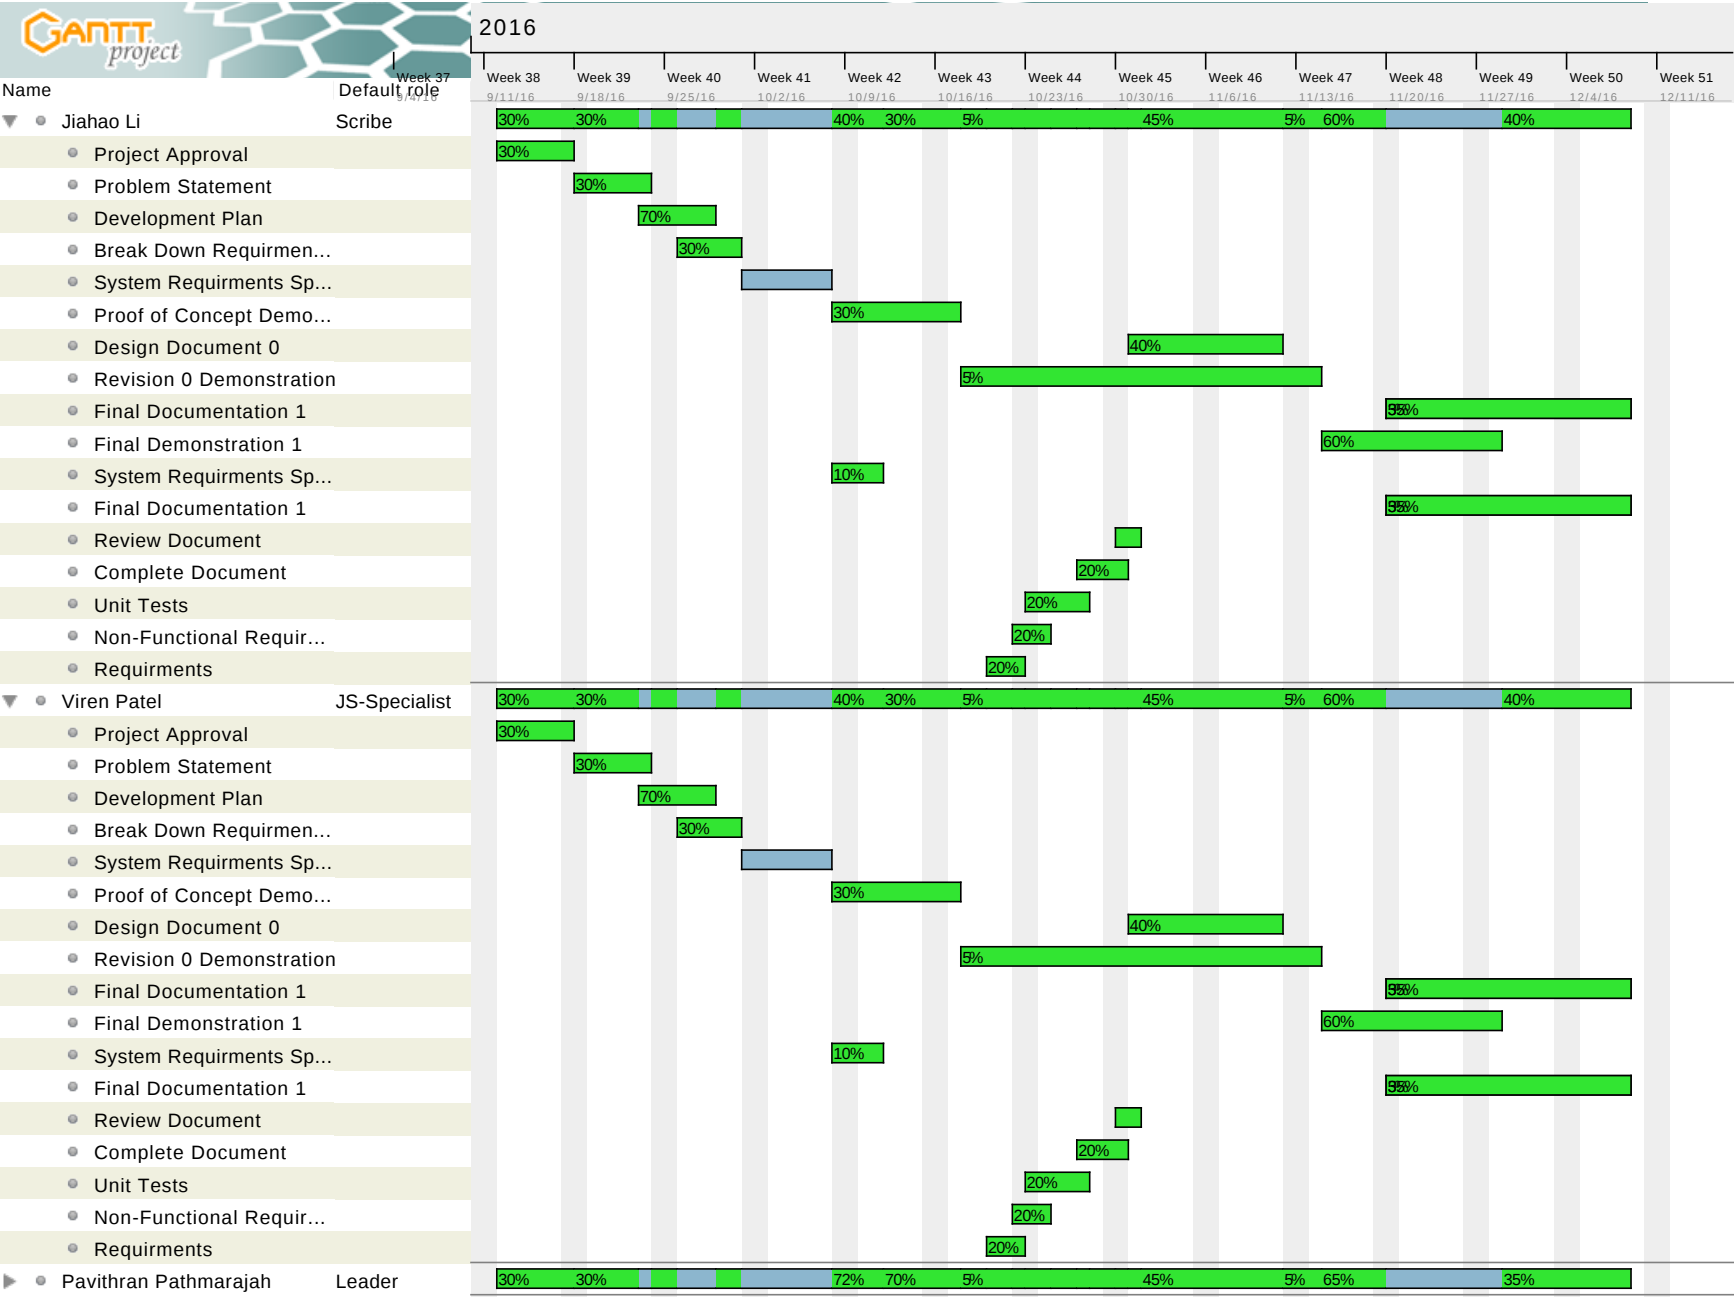 GANTT
project
2016
Week 37 Week 38 Week 39 Week 40 Week 41 Week 42 Week 43 Week 44 Week 45 Week 46 Week 47 Week 48 Week 49 Week 50 Week 51
Name Default role 9/4/16 9/11/16 9/18/16 9/25/16 10/2/16 10/9/16 10/16/16 10/23/16 10/30/16 11/6/16 11/13/16 11/20/16 11/27/16 12/4/16 12/11/16
Jiahao Li Scribe 30% 30% 40% 30% 5% 45% 5% 60% 40%
Project Approval 30%
Problem Statement 30%
Development Plan 70%
Break Down Requirmen... 30%
System Requirments Sp...
Proof of Concept Demo... 30%
Design Document 0 40%
Revision 0 Demonstration 5%
Final Documentation 1
Final Demonstration 1 60%
System Requirments Sp... 10%
Final Documentation 1
Review Document
Complete Document 20%
Unit Tests 20%
Non-Functional Requir... 20%
Requirments 20%
Viren Patel JS-Specialist 30% 30% 40% 30% 5% 45% 5% 60% 40%
Project Approval 30%
Problem Statement 30%
Development Plan 70%
Break Down Requirmen... 30%
System Requirments Sp...
Proof of Concept Demo... 30%
Design Document 0 40%
Revision 0 Demonstration 5%
Final Documentation 1
Final Demonstration 1 60%
System Requirments Sp... 10%
Final Documentation 1
Review Document
Complete Document 20%
Unit Tests 20%
Non-Functional Requir... 20%
Requirments 20%
Pavithran Pathmarajah Leader 30% 30% 72% 70% 5% 45% 5% 65% 35%